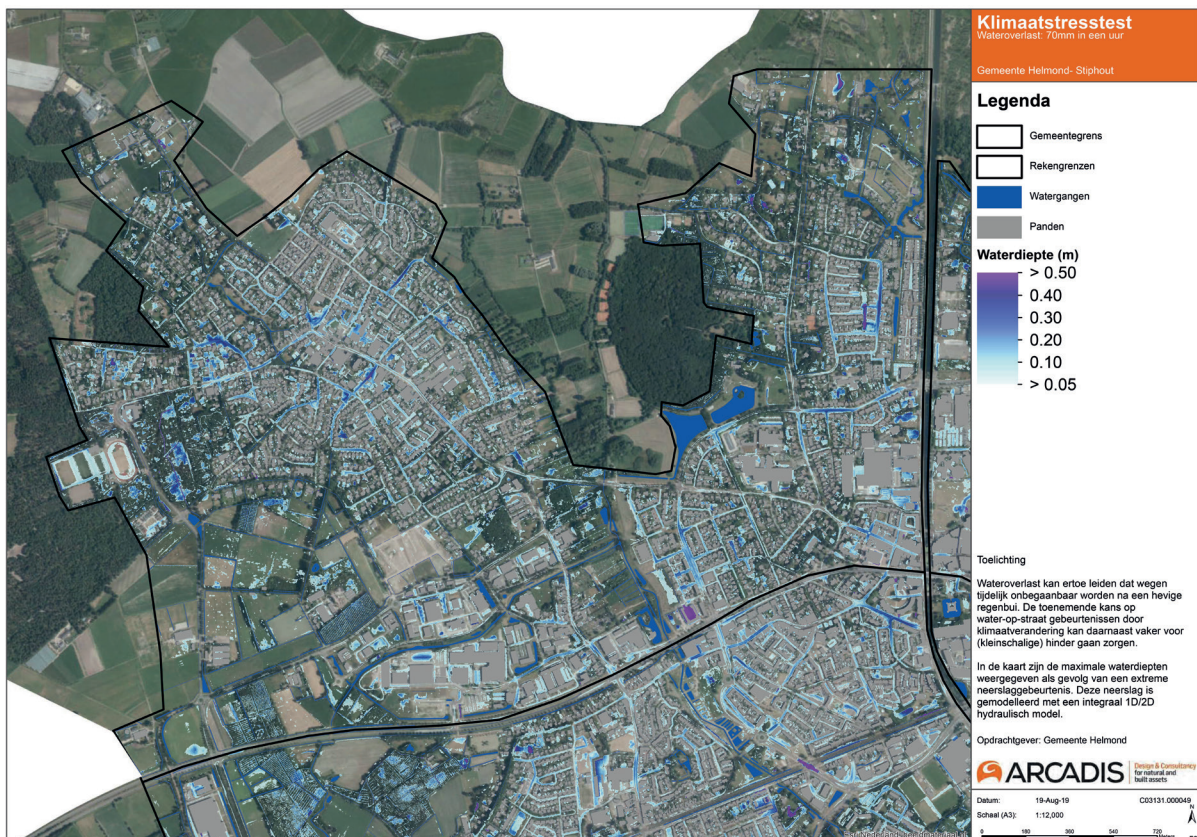 Klimaatstresstest
Wateroverlast: 70mm in een uur
Gemeente Helmond- Stiphout
Legenda
Gemeentegrens
Rekengrenzen
Watergangen
Panden
Waterdiepte (m)
> 0.50
0.40
0.30
0.20
0.10
> 0.05
Toelichting
Wateroverlast kan ertoe leiden dat wegen
tijdelijk onbegaanbaar worden na een hevige
regenbui. De toenemende kans op
water-op-straat gebeurtenissen door
klimaatverandering kan daarnaast vaker voor
(kleinschalige) hinder gaan zorgen.
In de kaart zijn de maximale waterdiepten
weergegeven als gevolg van een extreme
neerslaggebeurtenis. Deze neerslag is
gemodelleerd met een integraal 1D/2D
hydraulisch model.
Opdrachtgever: Gemeente Helmond
ARCADIS
Design & Consultancy
for natural and
built assets
Datum: 19-Aug-19 C03131.000049
Schaal (A3): 1:12,000
N
0 180 360 540 720